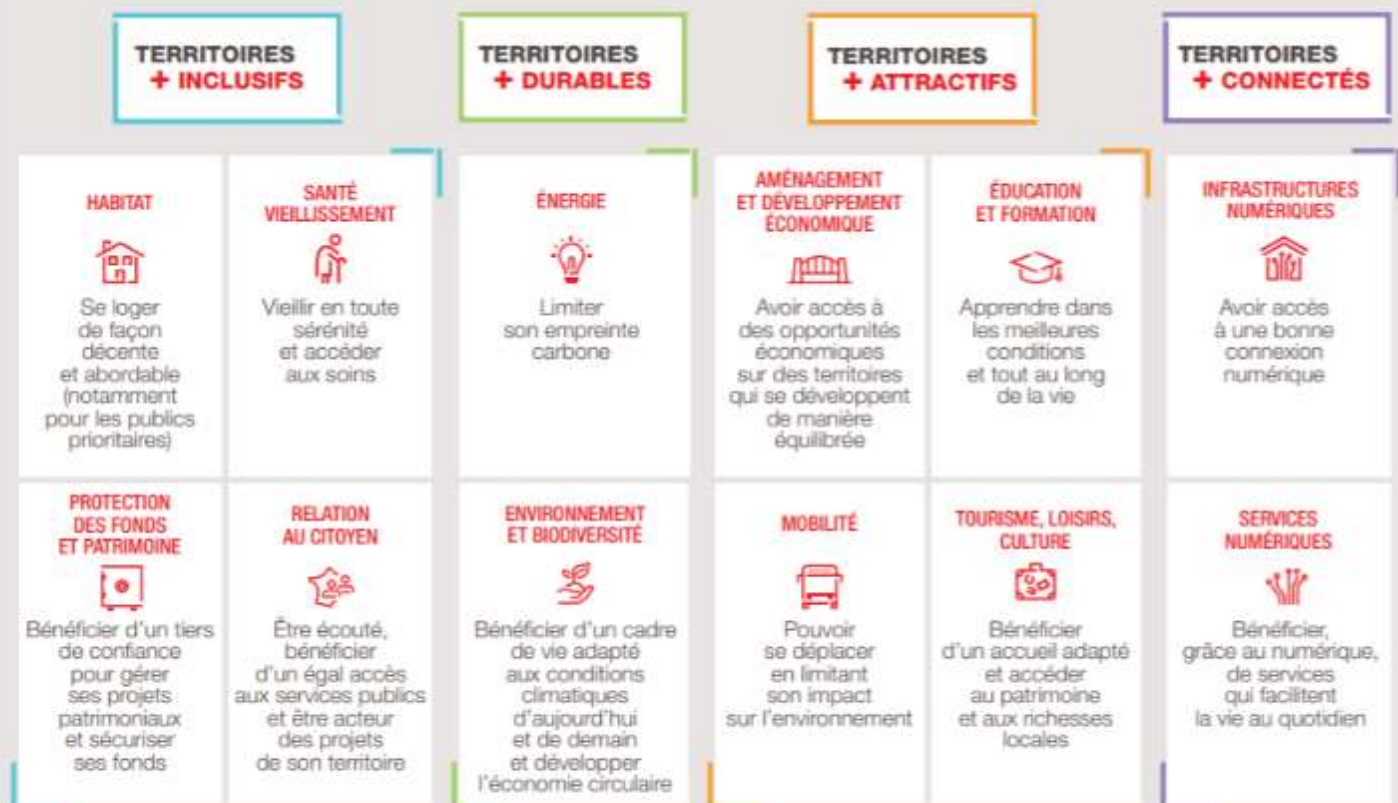 TERRITOIRES
+ INCLUSIFS
TERRITOIRES
+ DURABLES
TERRITOIRES
+ ATTRACTIFS
TERRITOIRES
+ CONNECTÉS
HABITAT
Se loger
de façon
décente
et abordable
(notamment
pour les publics
prioritaires)
SANTÉ
VIEILLISSEMENT
Vieillir en toute
sérénité
et accéder
aux soins
ÉNERGIE
Limiter
son empreinte
carbone
AMÉNAGEMENT
ET DÉVELOPPEMENT
ÉCONOMIQUE
Avoir accès à
des opportunités
économiques
sur des territoires
qui se développent
de manière
équilibrée
ÉDUCATION
ET FORMATION
Apprendre dans
les meilleures
conditions
et tout au long
de la vie
INFRASTRUCTURES
NUMÉRIQUES
Avoir accès
à une bonne
connexion
numérique
PROTECTION
DES FONDS
ET PATRIMOINE
Bénéficier d'un tiers
de confiance
pour gérer
ses projets
patrimoniaux
et sécuriser
ses fonds
RELATION
AU CITOYEN
Être écouté,
bénéficier
d'un égal accès
aux services publics
et être acteur
des projets
de son territoire
ENVIRONNEMENT
ET BIODIVERSITÉ
Bénéficier d'un cadre
de vie adapté
aux conditions
climatiques
d'aujourd'hui
et de demain
et développer
l'économie circulaire
MOBILITÉ
Pouvoir
se déplacer
en limitant
son impact
sur l'environnement
TOURISME, LOISIRS,
CULTURE
Bénéficier
d'un accueil adapté
et accéder
au patrimoine
et aux richesses
locales
SERVICES
NUMÉRIQUES
Bénéficier,
grâce au numérique,
de services
qui facilitent
la vie au quotidien